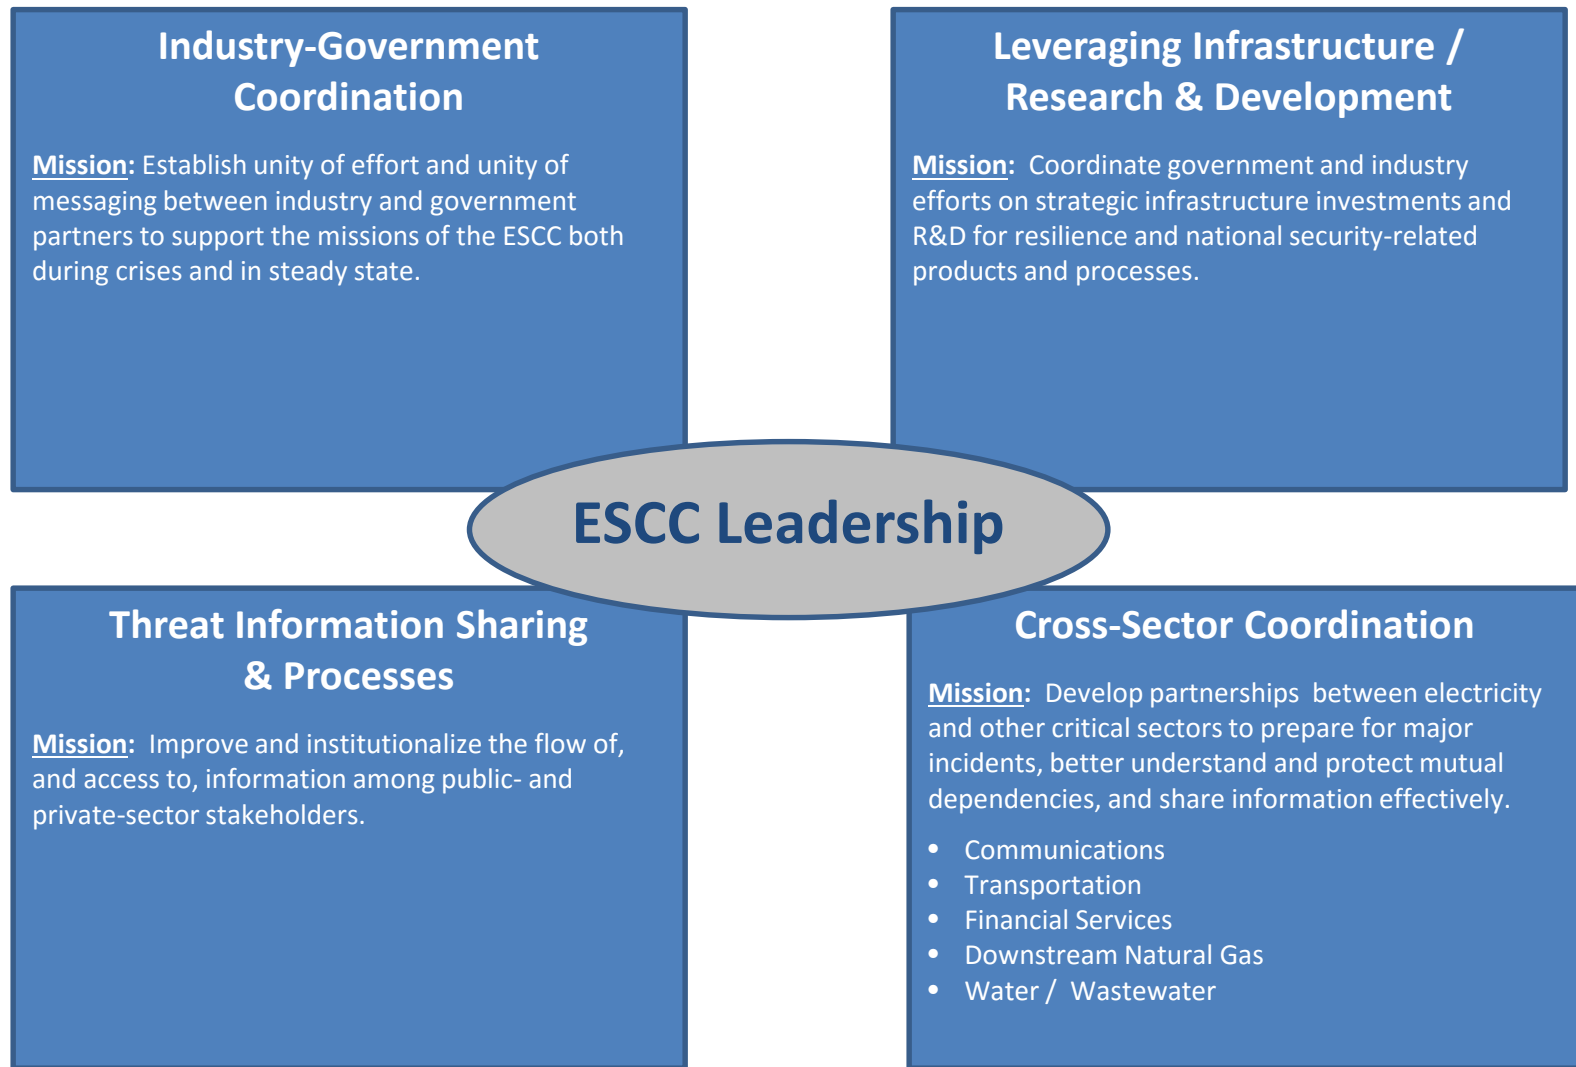 Industry-Government
Coordination
Mission: Establish unity of effort and unity of
messaging between industry and government
partners to support the missions of the ESCC both
during crises and in steady state.
Leveraging Infrastructure /
Research & Development
Mission: Coordinate government and industry
efforts on strategic infrastructure investments and
R&D for resilience and national security-related
products and processes.
ESCC Leadership
Threat Information Sharing
& Processes
Mission: Improve and institutionalize the flow of,
and access to, information among public- and
private-sector stakeholders.
Cross-Sector Coordination
Mission: Develop partnerships between electricity
and other critical sectors to prepare for major
incidents, better understand and protect mutual
dependencies, and share information effectively.
• Communications
• Transportation
• Financial Services
• Downstream Natural Gas
• Water / Wastewater